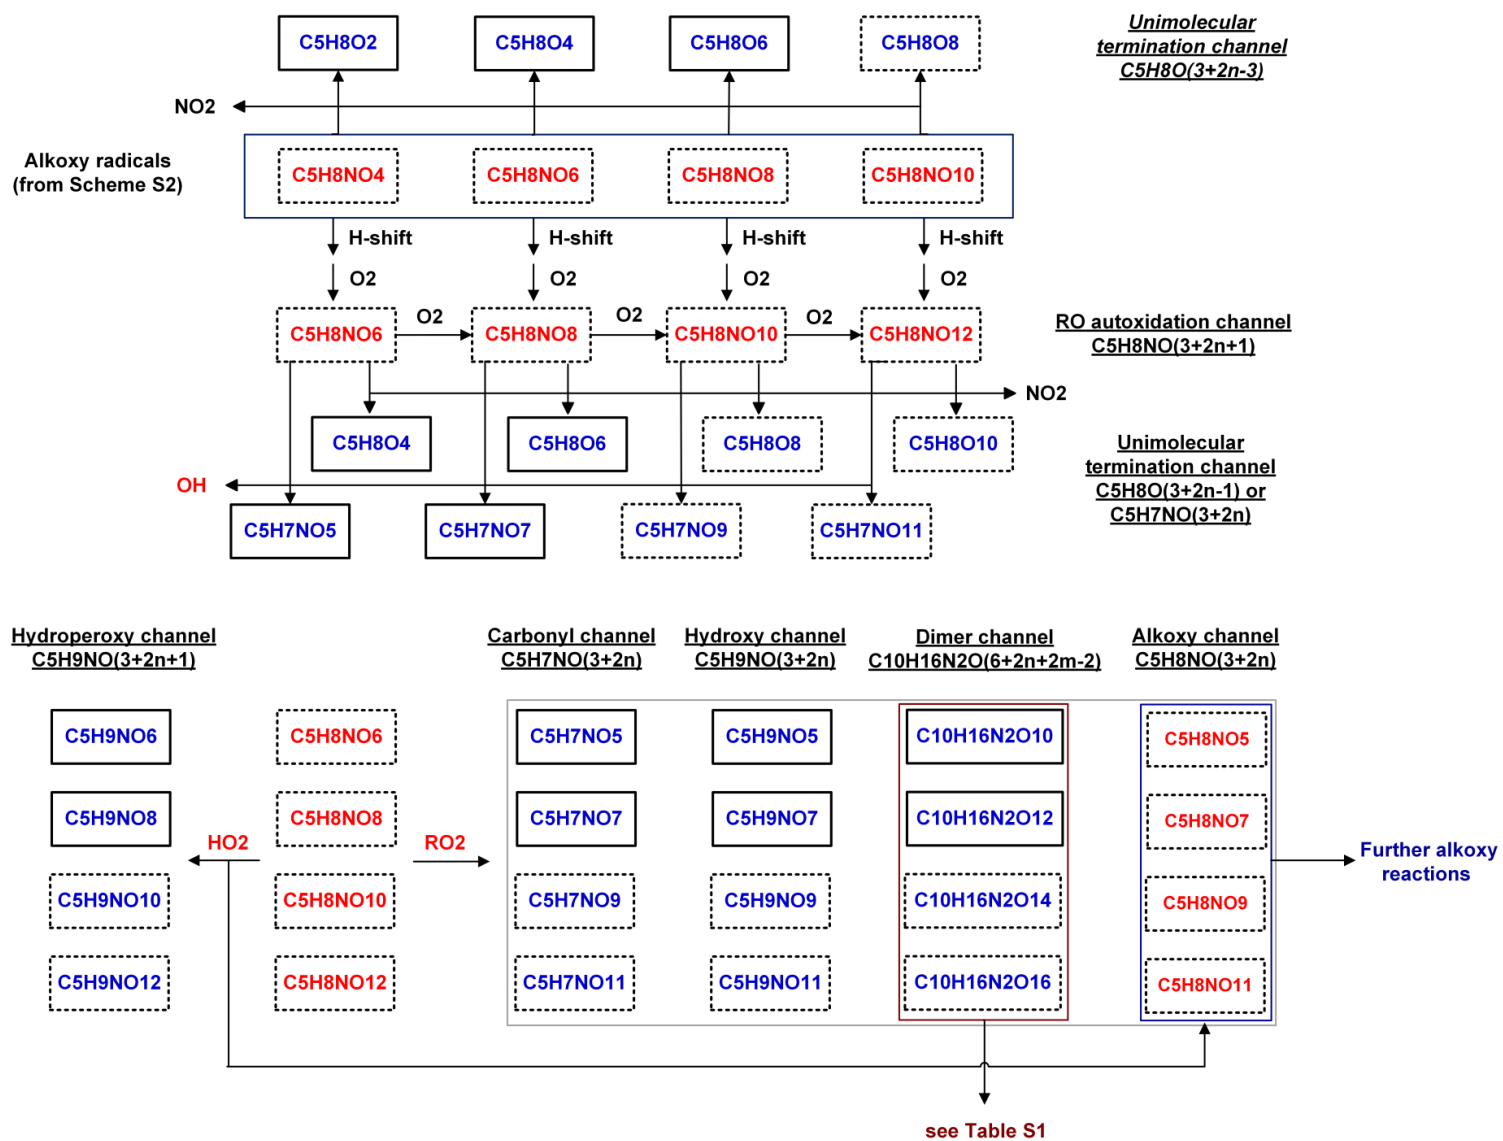 C5H8O2 C5H8O4 C5H8O6 C5H8O8
Unimolecular
termination channel
C5H8O(3+2n-3)
NO2
Alkoxy radicals
(from Scheme S2)
C5H8NO4 C5H8NO6 C5H8NO8 C5H8NO10
H-shift H-shift H-shift H-shift
O2 O2 O2 O2
C5H8NO6 O2 C5H8NO8 O2 C5H8NO10 O2 C5H8NO12
RO autoxidation channel
C5H8NO(3+2n+1)
NO2
C5H8O4 C5H8O6 C5H8O8 C5H8O10
Unimolecular
termination channel
C5H8O(3+2n-1) or
C5H7NO(3+2n)
OH
C5H7NO5 C5H7NO7 C5H7NO9 C5H7NO11
Hydroperoxy channel
C5H9NO(3+2n+1)
Carbonyl channel
C5H7NO(3+2n)
Hydroxy channel
C5H9NO(3+2n)
Dimer channel
C10H16N2O(6+2n+2m-2)
Alkoxy channel
C5H8NO(3+2n)
C5H9NO6 C5H8NO6 C5H7NO5 C5H9NO5 C10H16N2O10 C5H8NO5
C5H9NO8 C5H8NO8 C5H7NO7 C5H9NO7 C10H16N2O12 C5H8NO7
HO2 RO2
Further alkoxy
reactions
C5H9NO10 C5H8NO10 C5H7NO9 C5H9NO9 C10H16N2O14 C5H8NO9
C5H9NO12 C5H8NO12 C5H7NO11 C5H9NO11 C10H16N2O16 C5H8NO11
see Table S1